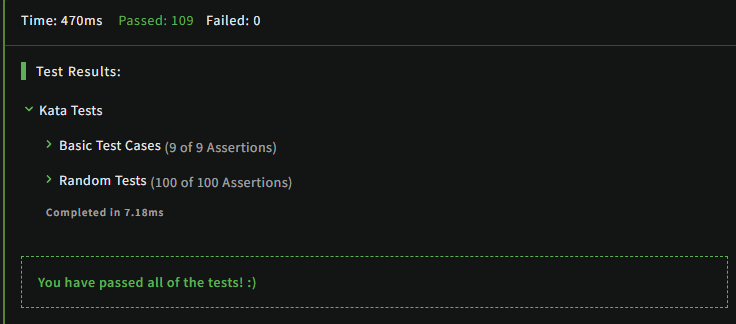 Time: 470ms Passed: 109 Failed: 0
Test Results:
Kata Tests
Basic Test Cases (9 of 9 Assertions)
Random Tests (100 of 100 Assertions)
Completed in 7.18ms
You have passed all of the tests! :)